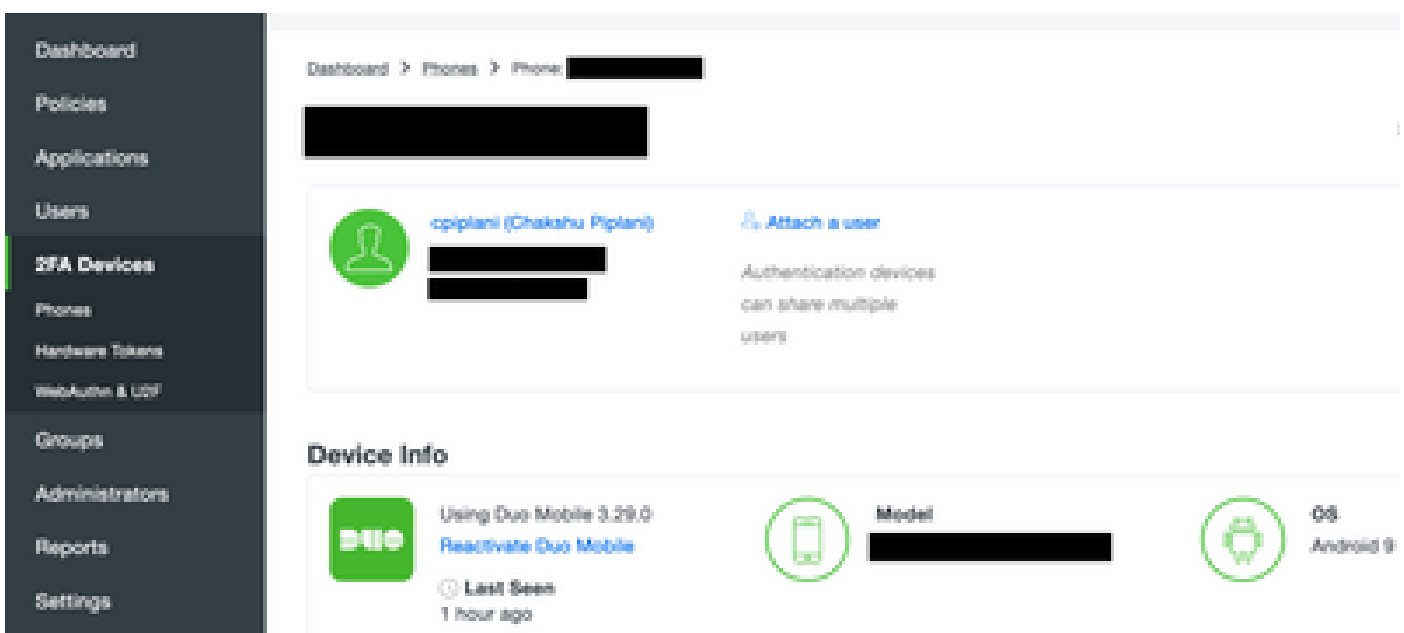 Dashboard
Policies
Applications
Users
2FA Devices
Phones
Hardware Tokens
WebAuthn & U2F
Groups
Administrators
Reports
Settings
Dashboard > Phones > Phone:
cpiplani (Chakshu Piplani)
Attach a user
Authentication devices
can share multiple
users
Device Info
DUO
Using Duo Mobile 3.29.0
Reactivate Duo Mobile
Last Seen
1 hour ago
Model
OS
Android 9